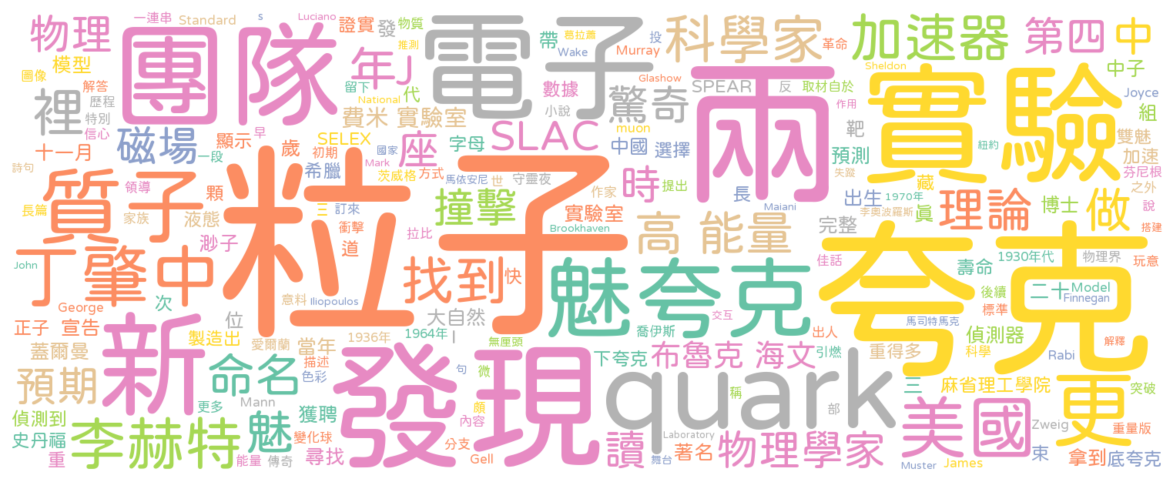 物理
團隊
電子
科學家
加速器
第四
中
一連串
Standard
s
Luciano
證實
發
物質
推測
帶
慕拉蓋
Wake
投
Murray
革命
Glashow
Sheldon
圖像
模型
解答
歷程
特別
信心
裡
年
J
代
費米 實驗室
National
留下
數據
小說
驚奇
SPEAR
反
取材自於
作用
兩
實驗
中子
Joyce
組
雙魅
加速
芬尼根
之外
說
搭建
靶
預測
失蹤
紐約
1970年
藏
出生
李奧波羅斯
真
理論
博士
做
十一月
磁場
一段
早
顯示
歲
初期
SELEX
muon
字母
SLAC
座
希臘
國家
Mark
茨威格
方式
馬依安尼
世
守靈夜
作家
中國
選擇
提出
時
長
Maiani
詩句
長篇
質子
領導
家族
液態
顆
渺子
粒子
三
訂來
衝擊
道
撞擊
拉比
實驗室
Brookhaven
高 能量
完整
丁肇中
John
次
George
正子
宣告
製造出
位
意料
Iliopoulos
找到
快
大自然
1936年
1964年
I
魅夸克
夸克
佳話
壽命
1930年代
物理界
玩意
二十
後續
標準
Model
Finnegan
馬司特馬克
偵測器
科學
解釋
Rabi
突破
蓋爾曼
愛爾蘭
當年
描述
色彩
新
預期
命名
Mann
更多
獲聘
發現
無厘頭
交互
喬伊斯
下夸克
句
微
布魯克 海文
出人
引燃
重得多
稱
quark
三
麻省理工學院
更
Zweig
重量版
偵測到
史丹福
重
李赫特
魅
能量
傳奇
變化球
尋找
顏
內容
分支
Gell
Laboratory
舞台
讀
著名
部
物理學家
美國
Muster
James
束
拿到
底夸克